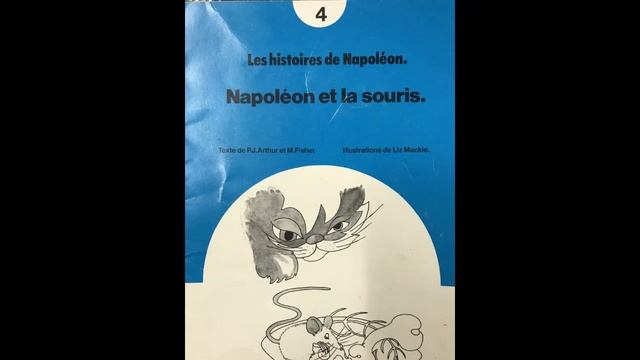 4
Les histoires de Napoléon.
Napoléon et la souris.
Texte de P.J. Arthur et M. Fisher. Illustrations de Liz Mackie.